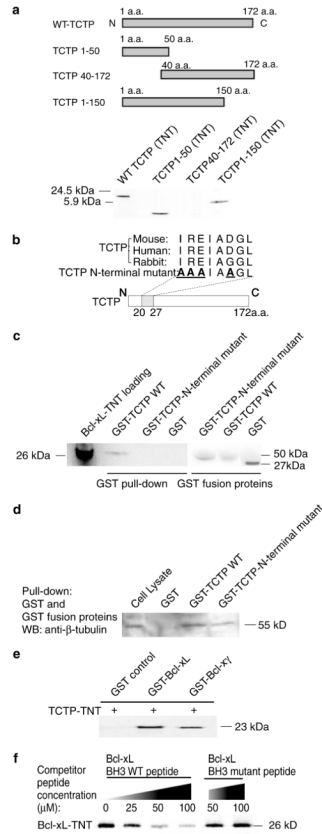 a
1 a.a. 172 a.a.
WT-TCTP N C
1 a.a. 50 a.a.
TCTP 1-50
40 a.a. 172 a.a.
TCTP 40-172
1 a.a. 150 a.a.
TCTP 1-150
WT TCTP (TNT)
TCTP1-50 (TNT)
TCTP40-172 (TNT)
TCTP1-150 (TNT)
24.5 kDa
5.9 kDa
b
Mouse: I R E I A D G L
TCTP Human: I R E I A D G L
Rabbit: I R E I A G G L
TCTP N-terminal mutant: A A A I A A G L
N C
TCTP
20 27 172a.a.
c
Bcl-xL-TNT loading
GST-TCTP WT
GST-TCTP-N-terminal mutant
GST
GST-TCTP-N-terminal mutant
GST-TCTP WT
GST
26 kDa
50 kDa
27kDa
GST pull-down GST fusion proteins
d
Cell Lysate
GST
GST-TCTP WT
GST-TCTP-N-terminal mutant
Pull-down:
GST and
GST fusion proteins
WB: anti-β-tubulin
55 kD
e
GST control
GST-Bcl-xL
GST-Bcl-xγ
TCTP-TNT + + +
23 kDa
f
Bcl-xL BH3 WT peptide
Bcl-xL BH3 mutant peptide
Competitor peptide concentration (μM):
0 25 50 100 50 100
Bcl-xL-TNT 26 kD